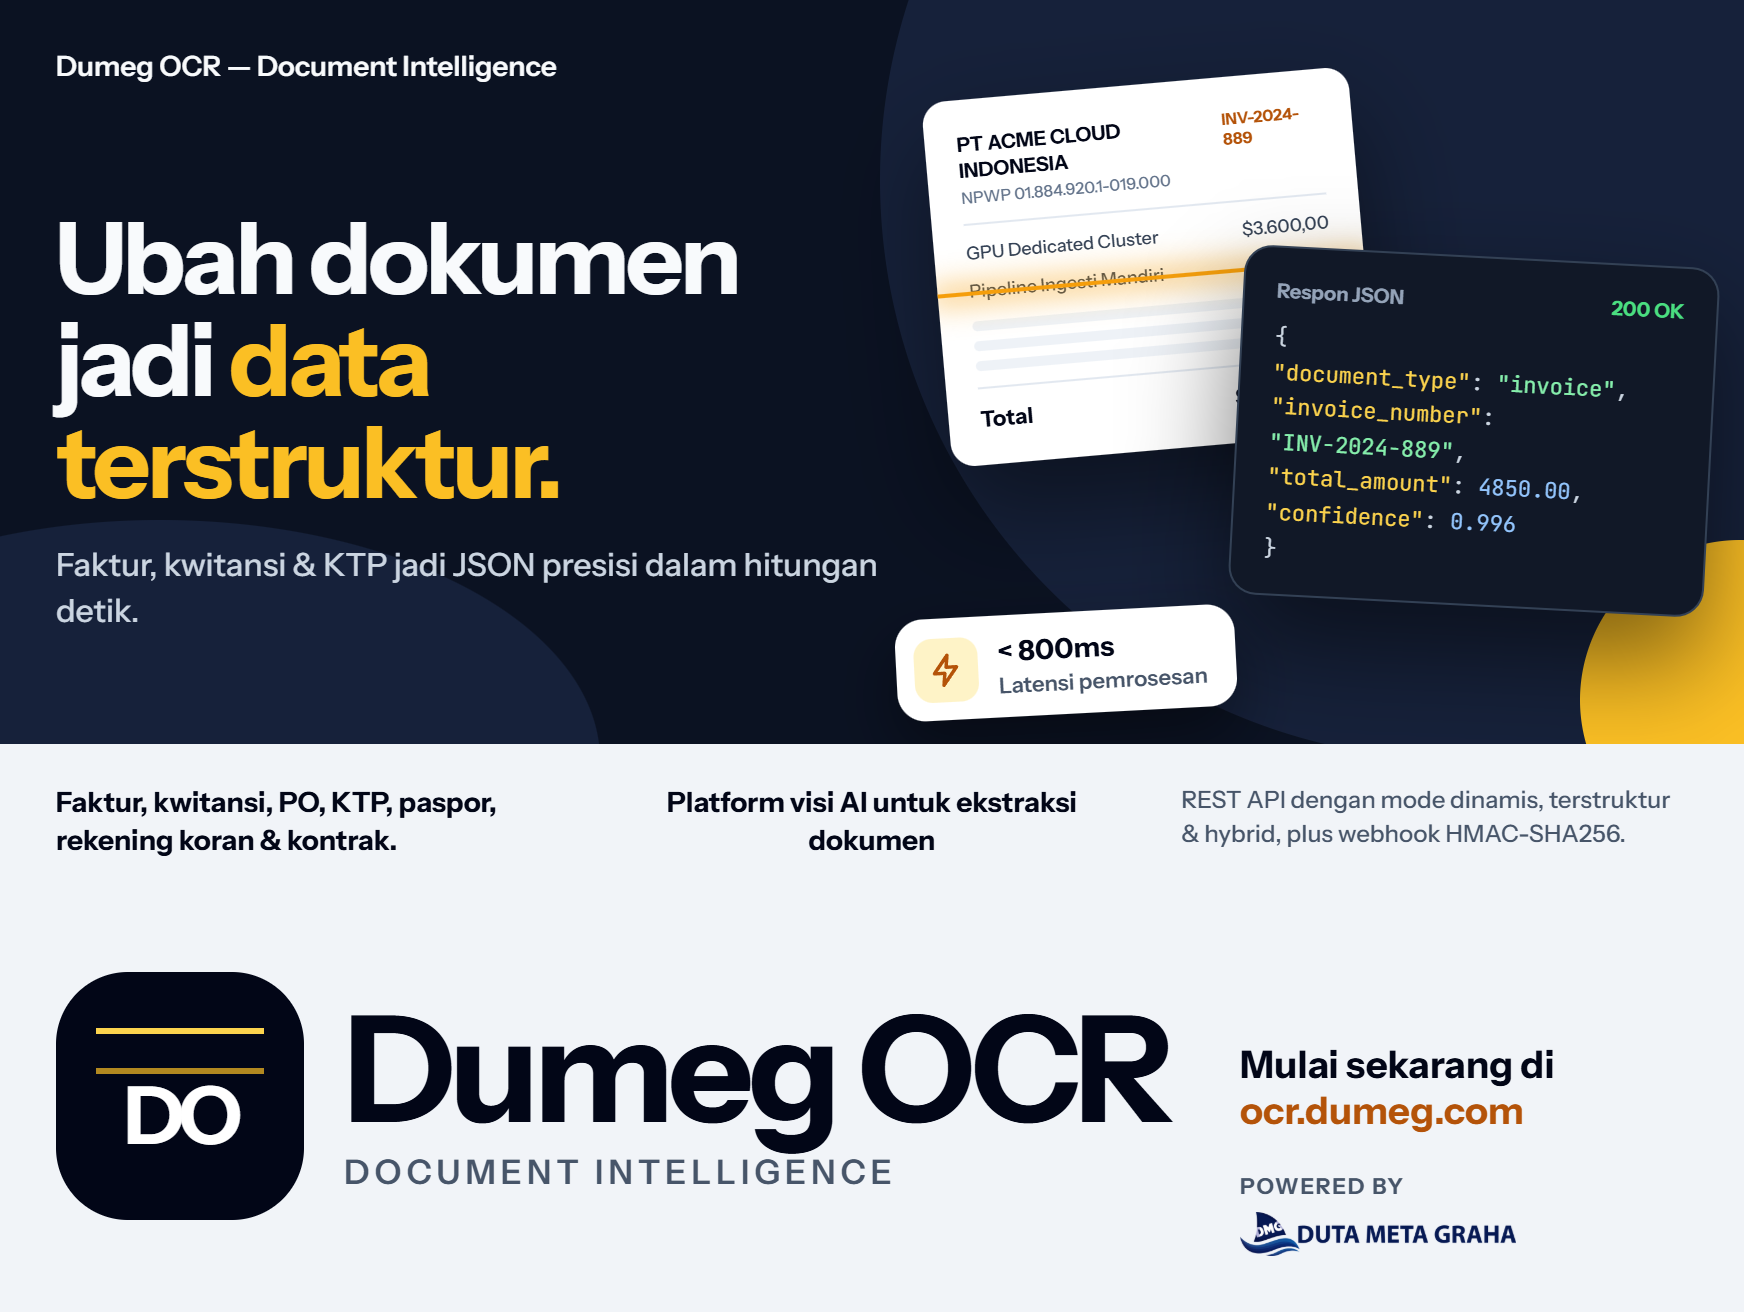 Dumeg OCR — Document Intelligence
Ubah dokumen
jadi data
terstruktur.
Faktur, kwitansi & KTP jadi JSON presisi dalam hitungan
detik.
PT ACME CLOUD
INDONESIA
INV-2024-
889
NPWP 01.884.920.1-019.000
GPU Dedicated Cluster $3.600,00
Pipeline Ingesti Mandiri
Total
Respon JSON 200 OK
{
"document_type": "invoice",
"invoice_number":
"INV-2024-889",
"total_amount": 4850.00,
"confidence": 0.996
}
< 800ms
Latensi pemrosesan
Faktur, kwitansi, PO, KTP, paspor,
rekening koran & kontrak.
Platform visi AI untuk ekstraksi
dokumen
REST API dengan mode dinamis, terstruktur
& hybrid, plus webhook HMAC-SHA256.
DO
Dumeg OCR
DOCUMENT INTELLIGENCE
Mulai sekarang di
ocr.dumeg.com
POWERED BY
DMG DUTA META GRAHA